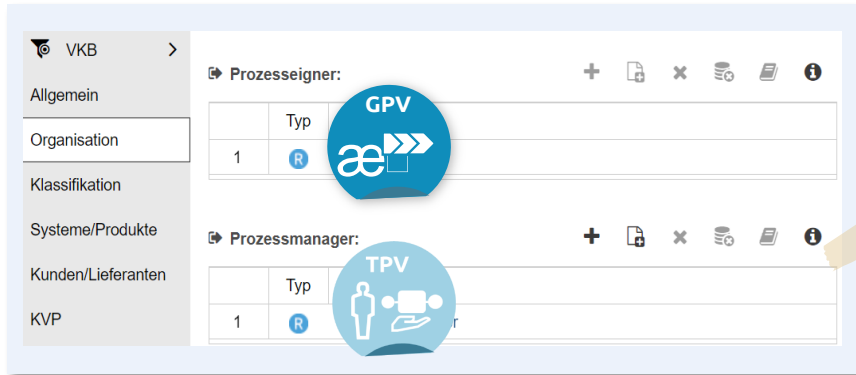 VKB
Allgemein
Organisation
Klassifikation
Systeme/Produkte
Kunden/Lieferanten
KVP
Prozesseigner:
Typ
GPV
æ
1 R
Prozessmanager:
Typ
TPV
1 R r